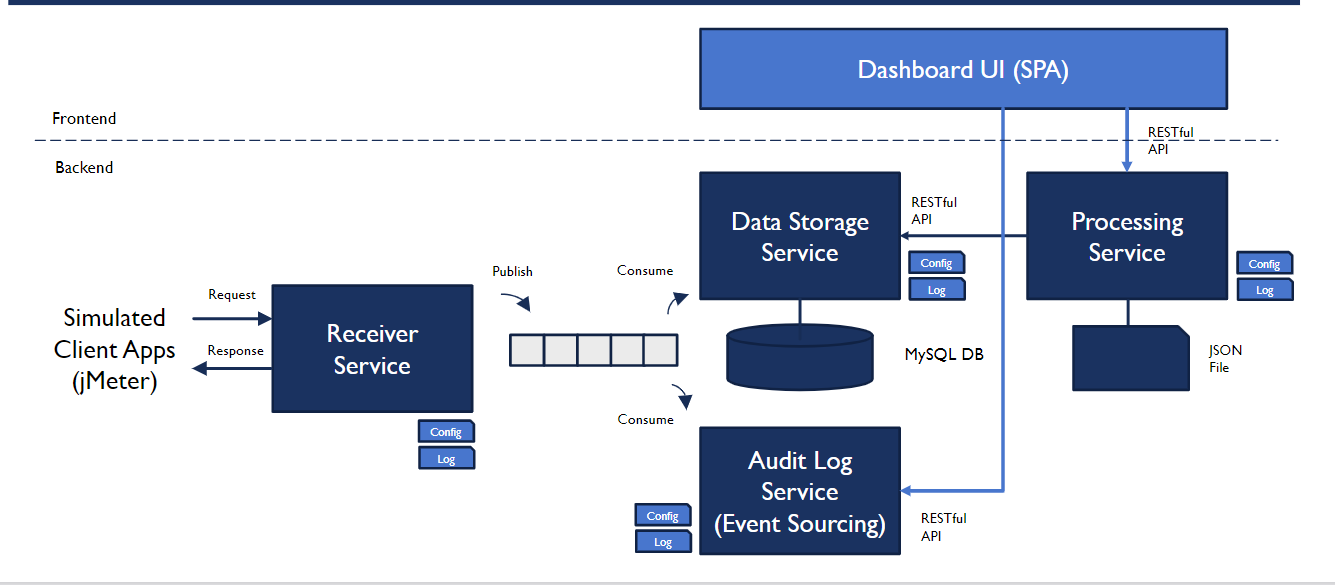 Dashboard UI (SPA)
Frontend
RESTful
API
Backend
Data Storage
Service
RESTful
API
Processing
Service
Config
Log
Config
Log
Publish
Consume
Request
Simulated
Client Apps
(jMeter)
Response
Receiver
Service
MySQL DB
JSON
File
Consume
Config
Log
Audit Log
Service
(Event Sourcing)
Config
Log
RESTful
API